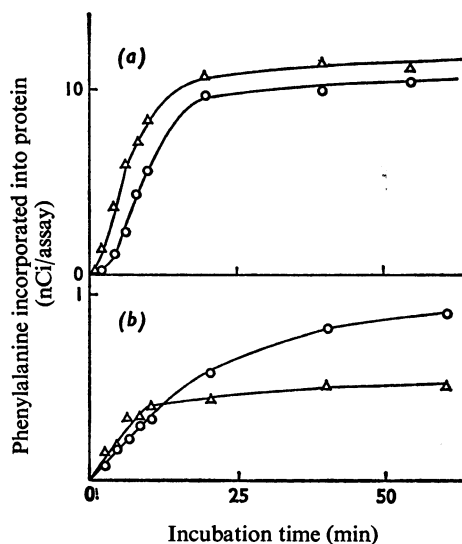 Phenylalanine incorporated into protein
(nCi/assay)
(a)
10
0
1
(b)
0
25
50
Incubation time (min)